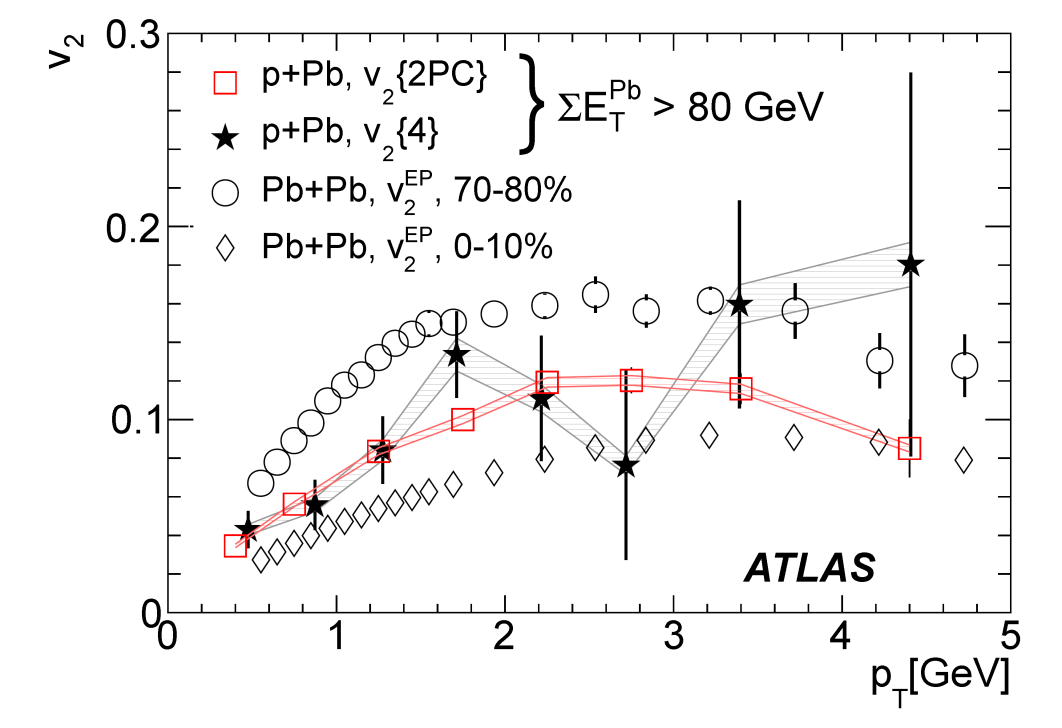 v2
0.3
p+Pb, v2{2PC}
p+Pb, v2{4}
ΣE_T^Pb > 80 GeV
Pb+Pb, v2^EP, 70-80%
0.2
Pb+Pb, v2^EP, 0-10%
0.1
ATLAS
0
0 1 2 3 4 5
p_T[GeV]